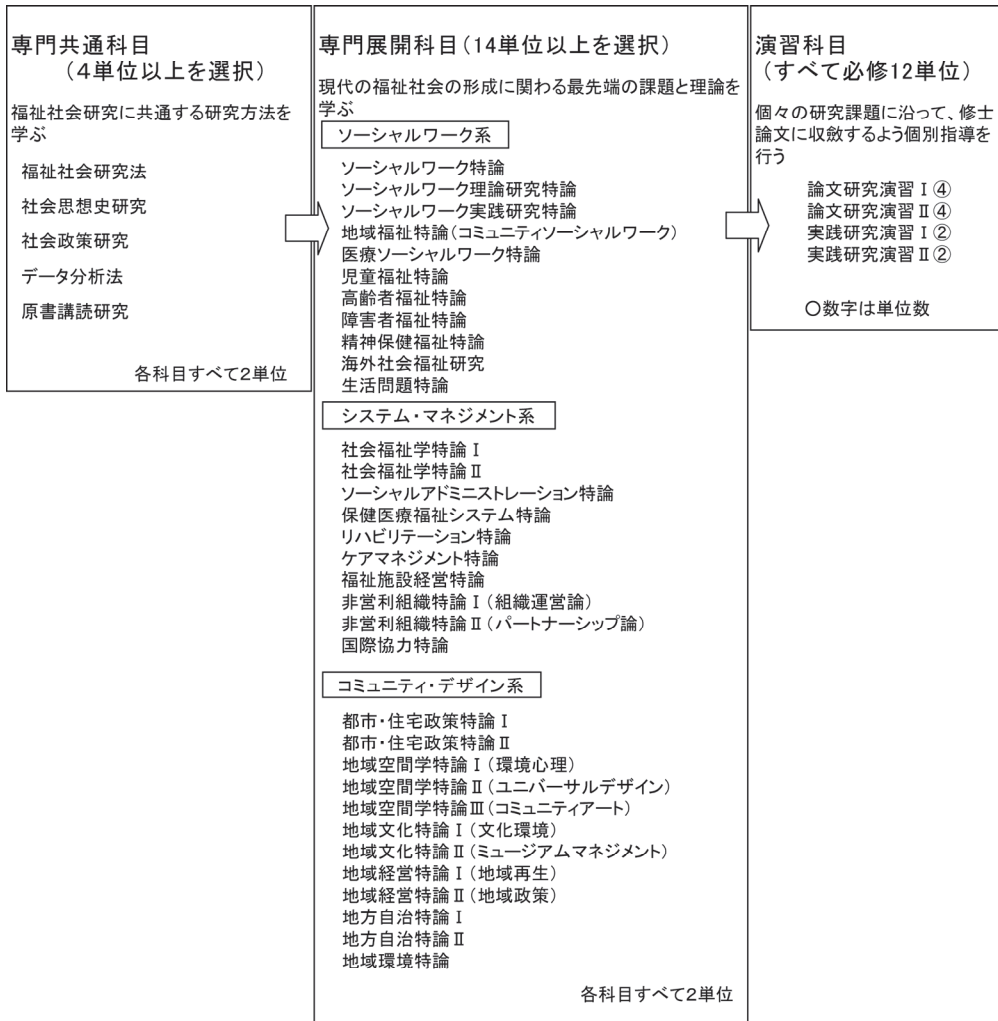 専門共通科目
(4単位以上を選択)
福祉社会研究に共通する研究方法を
学ぶ
福祉社会研究法
社会思想史研究
社会政策研究
データ分析法
原書講読研究
各科目すべて2単位
専門展開科目(14単位以上を選択)
現代の福祉社会の形成に関わる最先端の課題と理論を
学ぶ
ソーシャルワーク系
ソーシャルワーク特論
ソーシャルワーク理論研究特論
ソーシャルワーク実践研究特論
地域福祉特論(コミュニティソーシャルワーク)
医療ソーシャルワーク特論
児童福祉特論
高齢者福祉特論
障害者福祉特論
精神保健福祉特論
海外社会福祉研究
生活問題特論
システム・マネジメント系
社会福祉学特論Ⅰ
社会福祉学特論Ⅱ
ソーシャルアドミニストレーション特論
保健医療福祉システム特論
リハビリテーション特論
ケアマネジメント特論
福祉施設経営特論
非営利組織特論Ⅰ(組織運営論)
非営利組織特論Ⅱ(パートナーシップ論)
国際協力特論
コミュニティ・デザイン系
都市・住宅政策特論Ⅰ
都市・住宅政策特論Ⅱ
地域空間学特論Ⅰ(環境心理)
地域空間学特論Ⅱ(ユニバーサルデザイン)
地域空間学特論Ⅲ(コミュニティアート)
地域文化特論Ⅰ(文化環境)
地域文化特論Ⅱ(ミュージアムマネジメント)
地域経営特論Ⅰ(地域再生)
地域経営特論Ⅱ(地域政策)
地方自治特論Ⅰ
地方自治特論Ⅱ
地域環境特論
各科目すべて2単位
演習科目
(すべて必修12単位)
個々の研究課題に沿って、修士
論文に収斂するよう個別指導を
行う
論文研究演習Ⅰ④
論文研究演習Ⅱ④
実践研究演習Ⅰ②
実践研究演習Ⅱ②
○数字は単位数